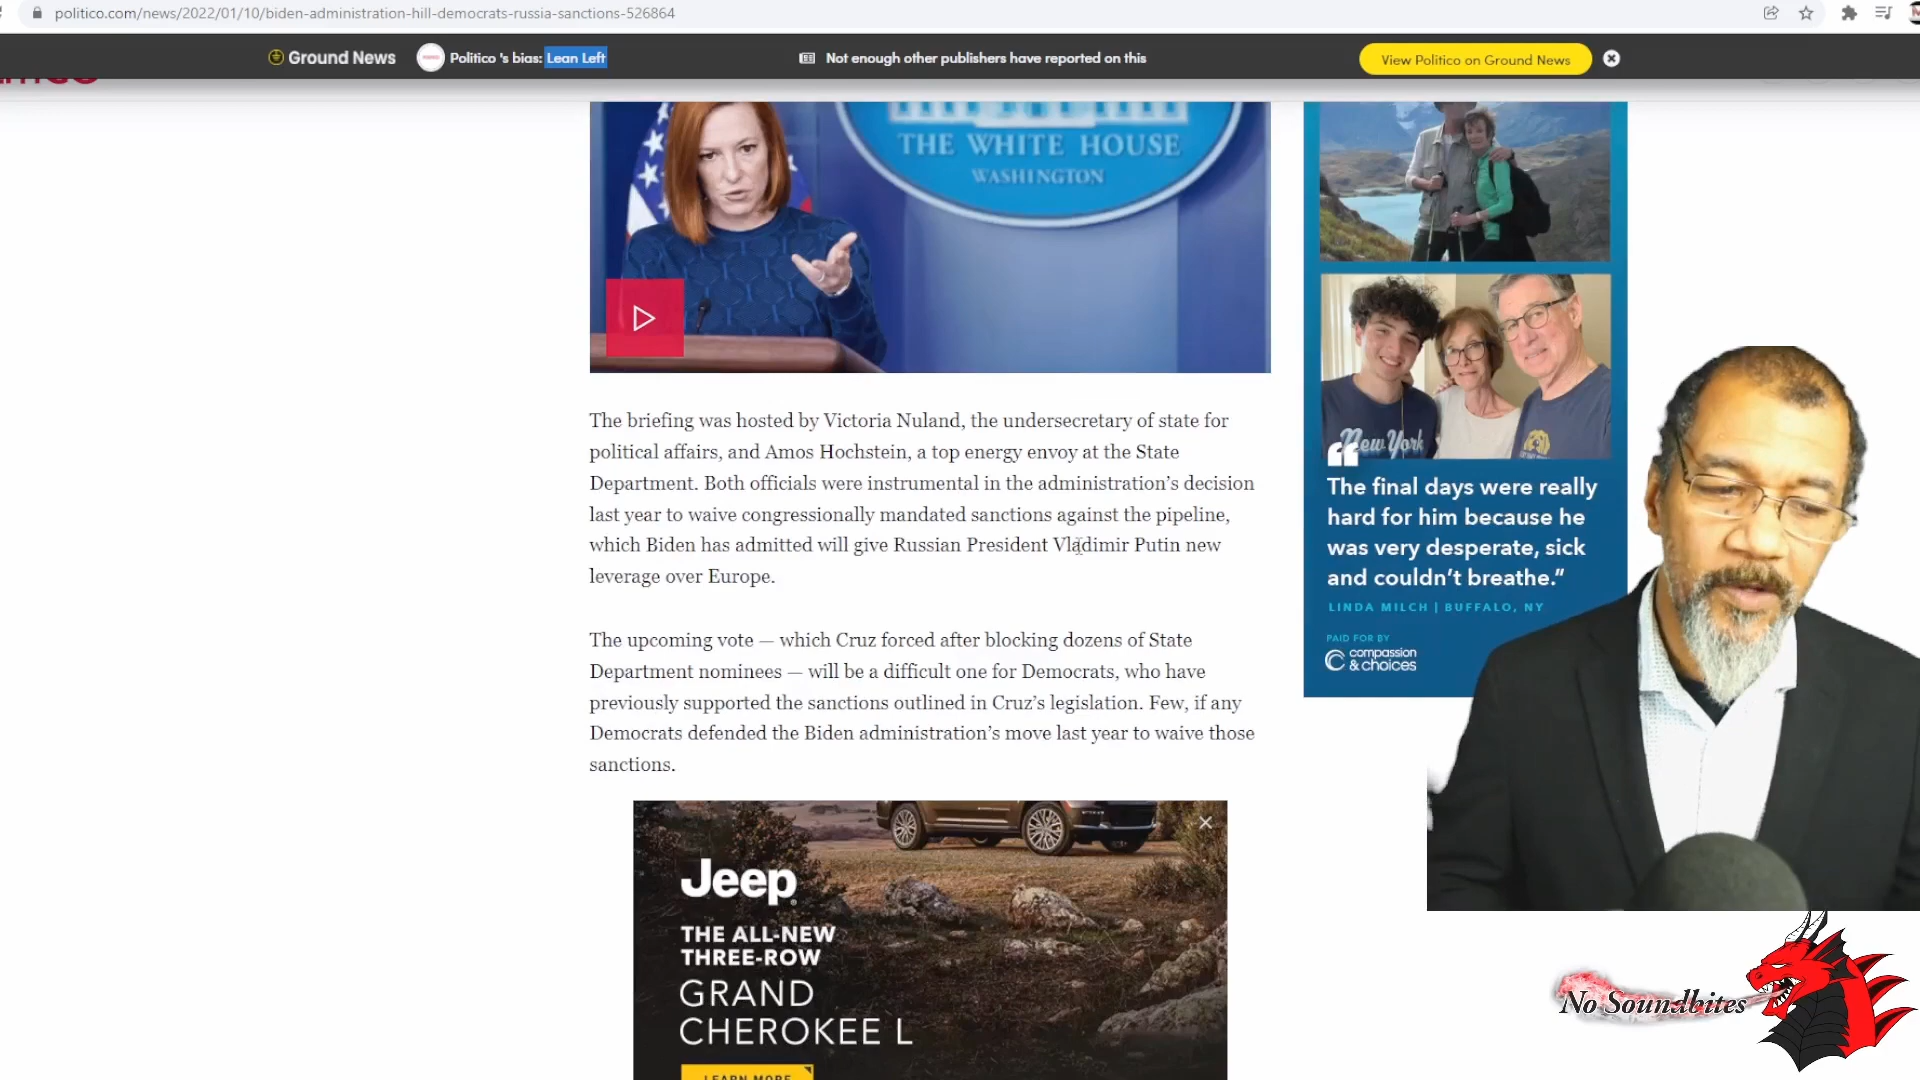 politico.com/news/2022/01/10/biden-administration-hill-democrats-russia-sanctions-526864
Ground News
Politico 's bias: Lean Left
Not enough other publishers have reported on this
View Politico on Ground News
THE WHITE HOUSE
WASHINGTON
The briefing was hosted by Victoria Nuland, the undersecretary of state for
political affairs, and Amos Hochstein, a top energy envoy at the State
Department. Both officials were instrumental in the administration's decision
last year to waive congressionally mandated sanctions against the pipeline,
which Biden has admitted will give Russian President Vladimir Putin new
leverage over Europe.
The upcoming vote — which Cruz forced after blocking dozens of State
Department nominees — will be a difficult one for Democrats, who have
previously supported the sanctions outlined in Cruz's legislation. Few, if any
Democrats defended the Biden administration's move last year to waive those
sanctions.
Jeep
THE ALL-NEW
THREE-ROW
GRAND
CHEROKEE L
LEARN MORE
New York
“
The final days were really
hard for him because he
was very desperate, sick
and couldn't breathe.”
LINDA MILCH | BUFFALO, NY
PAID FOR BY
compassion
& choices
No Soundbites